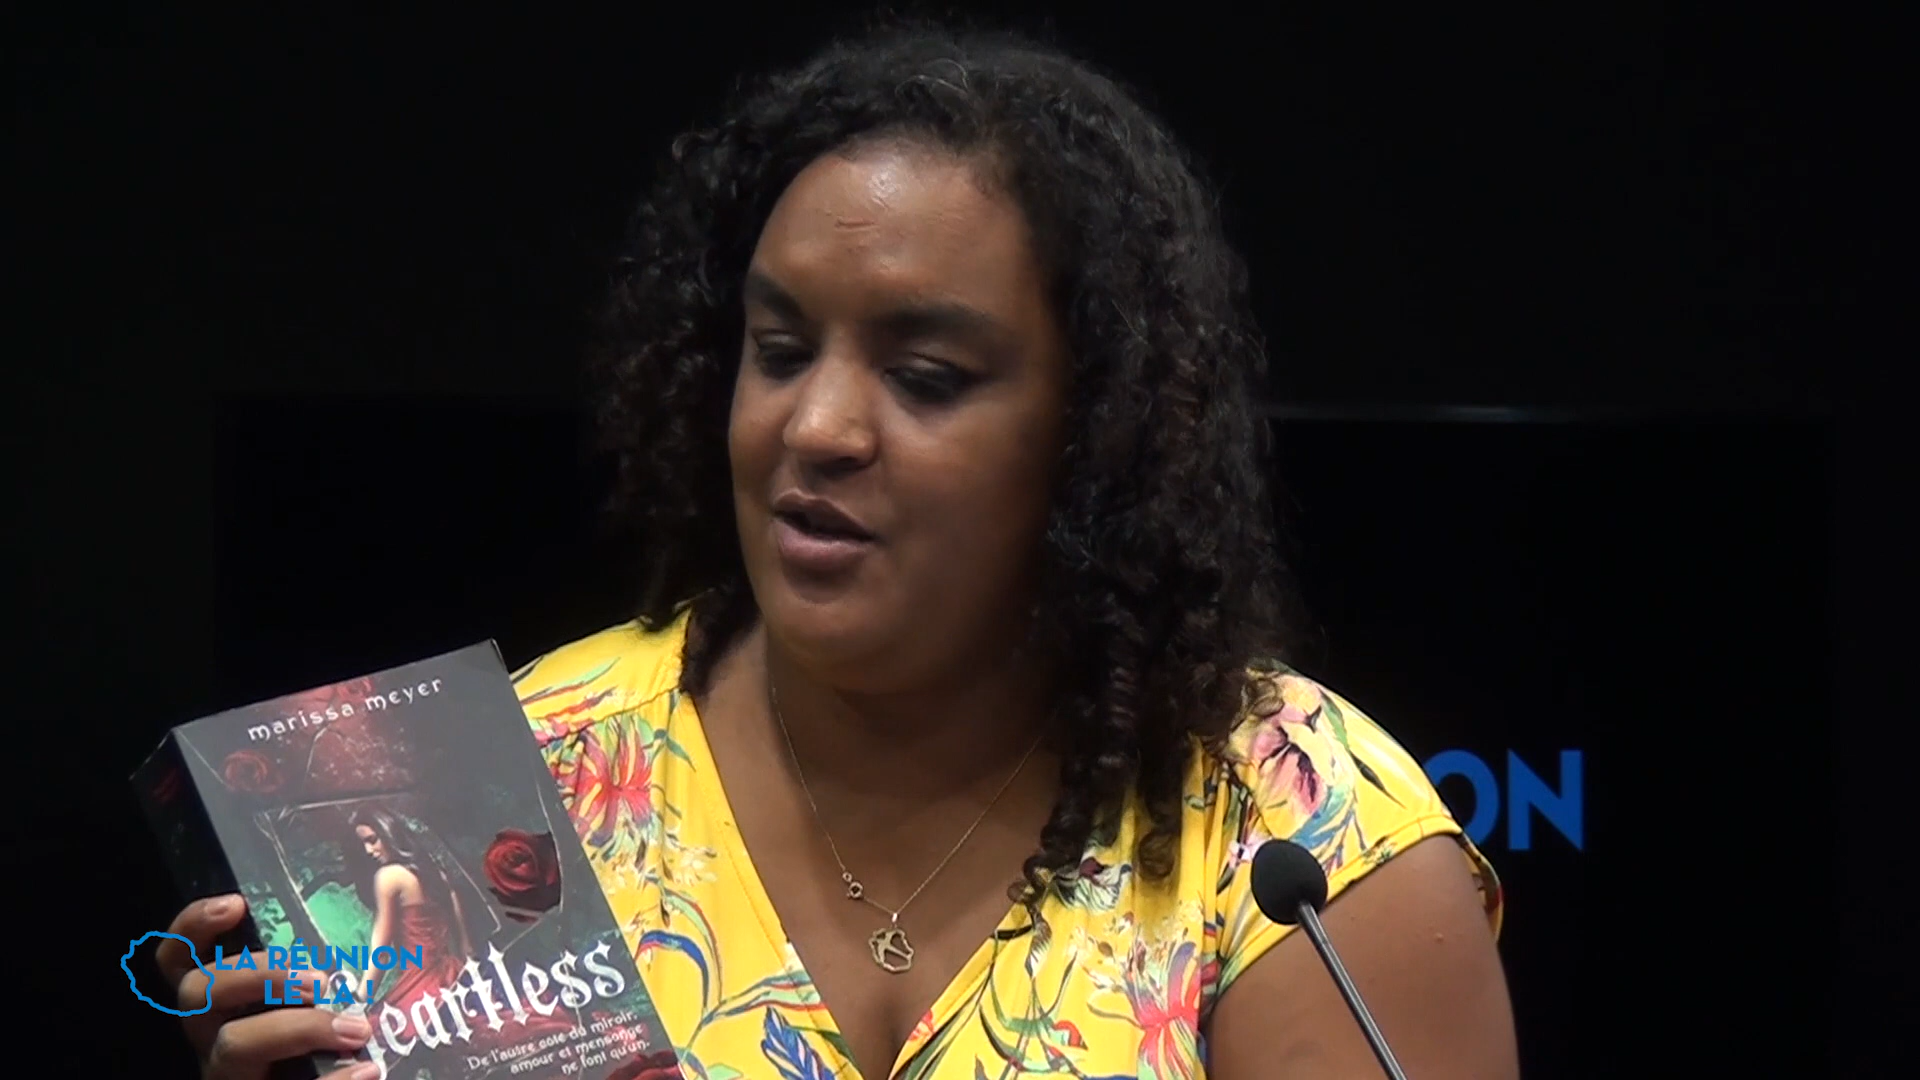 marissa meyer
Heartless
De l'autre côté du miroir,
amour et mensonge
ne font qu'un.
LA RÉUNION
LÉ LA !
ON